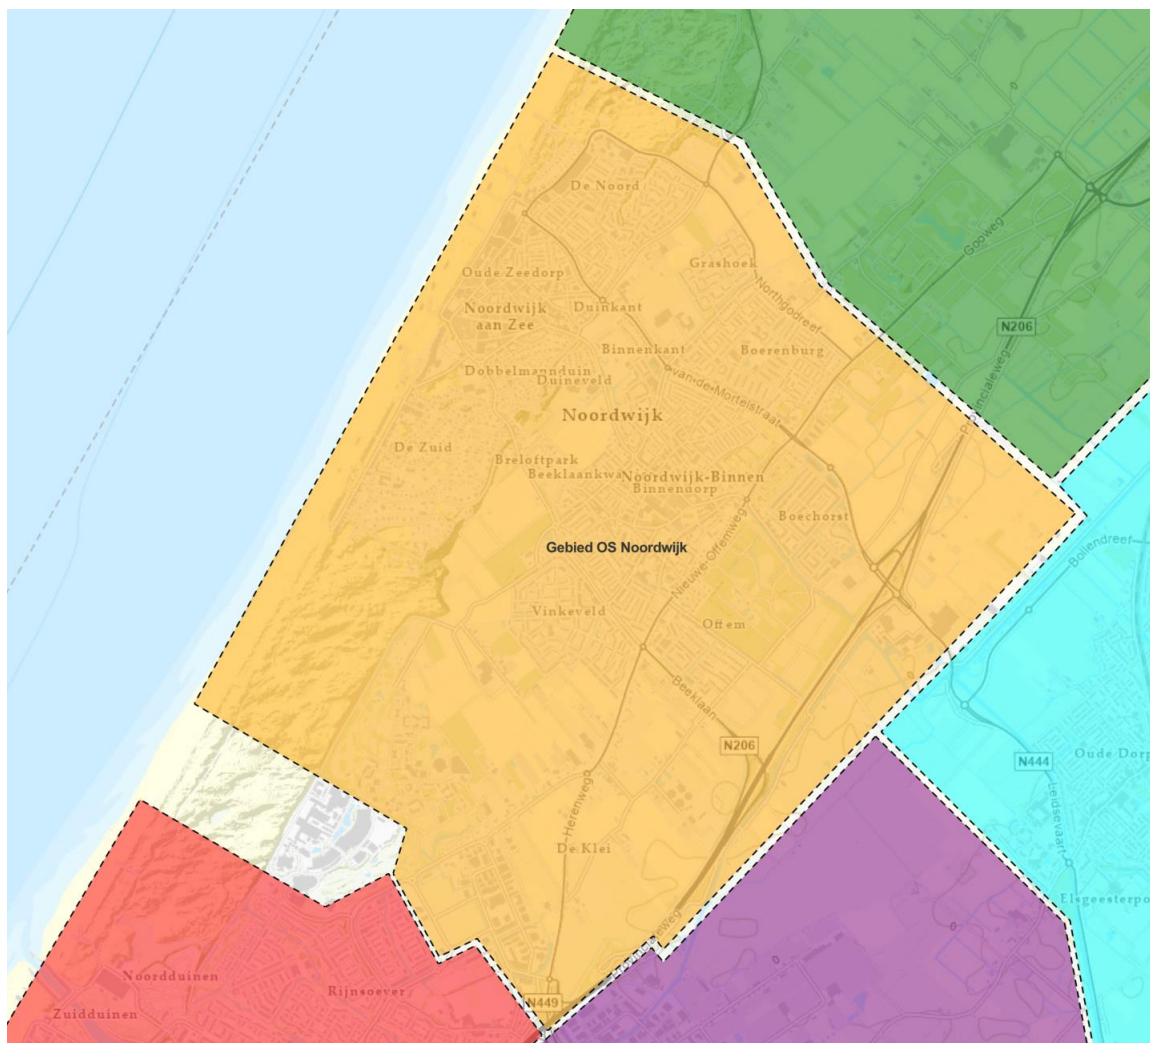 De Noord
Gooweg
Grashoek
Oude Zeedorp
Northgodreef
Noordwijk
aan Zee
Duinkant
N206
Binnenkant
Boerenburg
Provincialeweg
Dobbelmannduin
Duineveld
van-de-Mortelstraat
Noordwijk
De Zuid
Breloftpark
Beeklaankwa
Noordwijk-Binnen
Binnendorp
Boechorst
Gebied OS Noordwijk
Nieuwe-Offemweg
Bollendreef
Vinkeveld
Offem
Beeklaan
N206
Oude Dorp
N444
Herenweg
Leidsevaart
De Klei
Elsgeesterpo
Noordduinen
Rijnsoever
N449
Zuidduinen